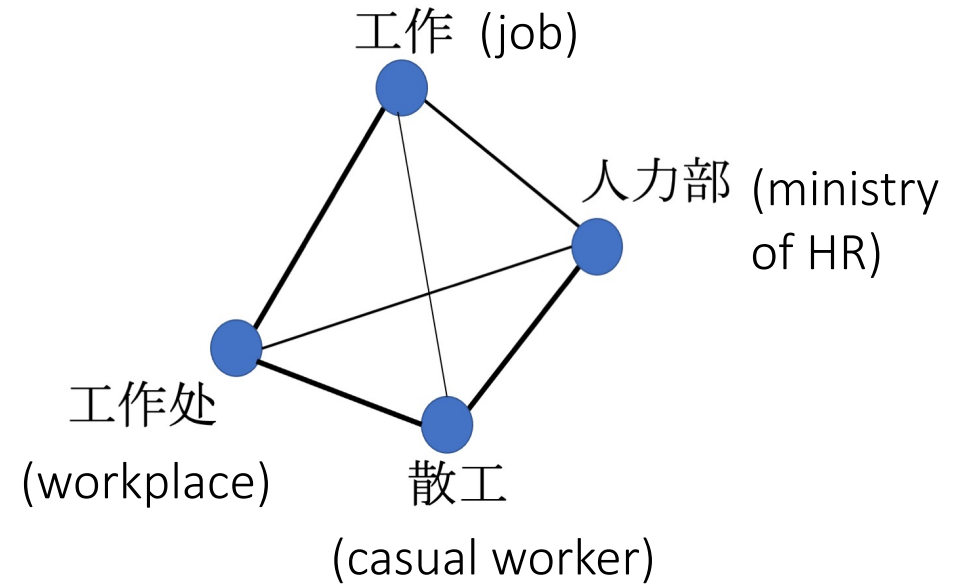 工作 (job)
人力部 (ministry
of HR)
工作处
(workplace)
散工
(casual worker)